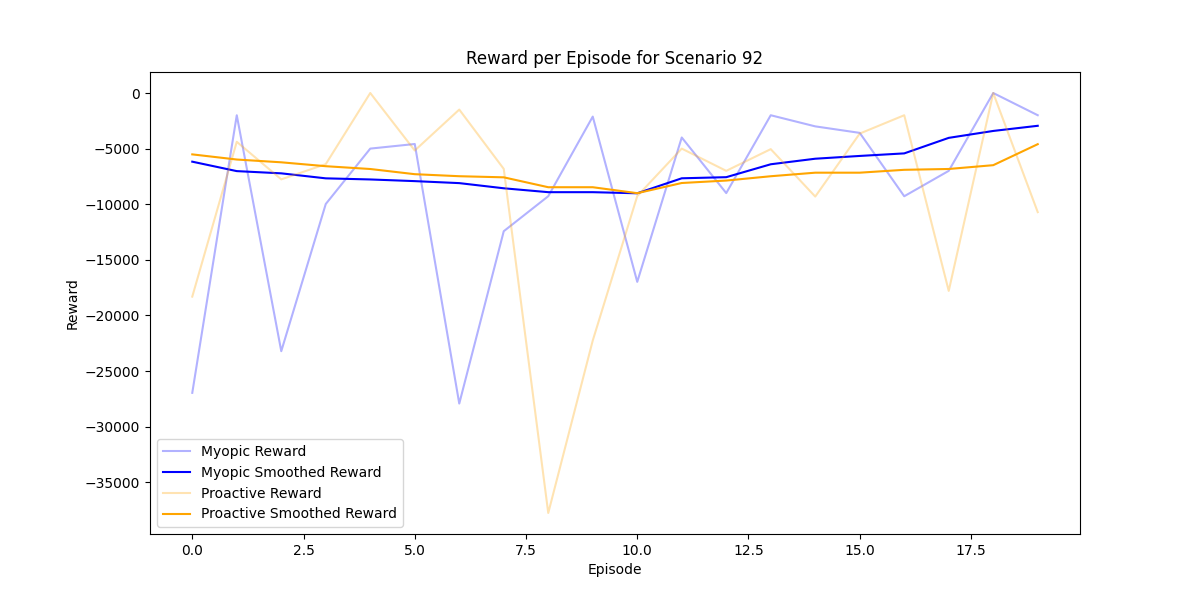 Reward per Episode for Scenario 92
Reward
0
−5000
−10000
−15000
−20000
−25000
−30000
−35000
Myopic Reward
Myopic Smoothed Reward
Proactive Reward
Proactive Smoothed Reward
0.0 2.5 5.0 7.5 10.0 12.5 15.0 17.5
Episode